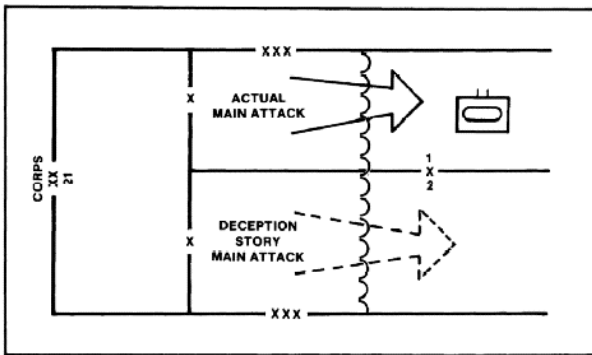 XXX
X
ACTUAL
MAIN ATTACK
CORPS
XX
21
1
X
2
X
DECEPTION
STORY
MAIN ATTACK
XXX